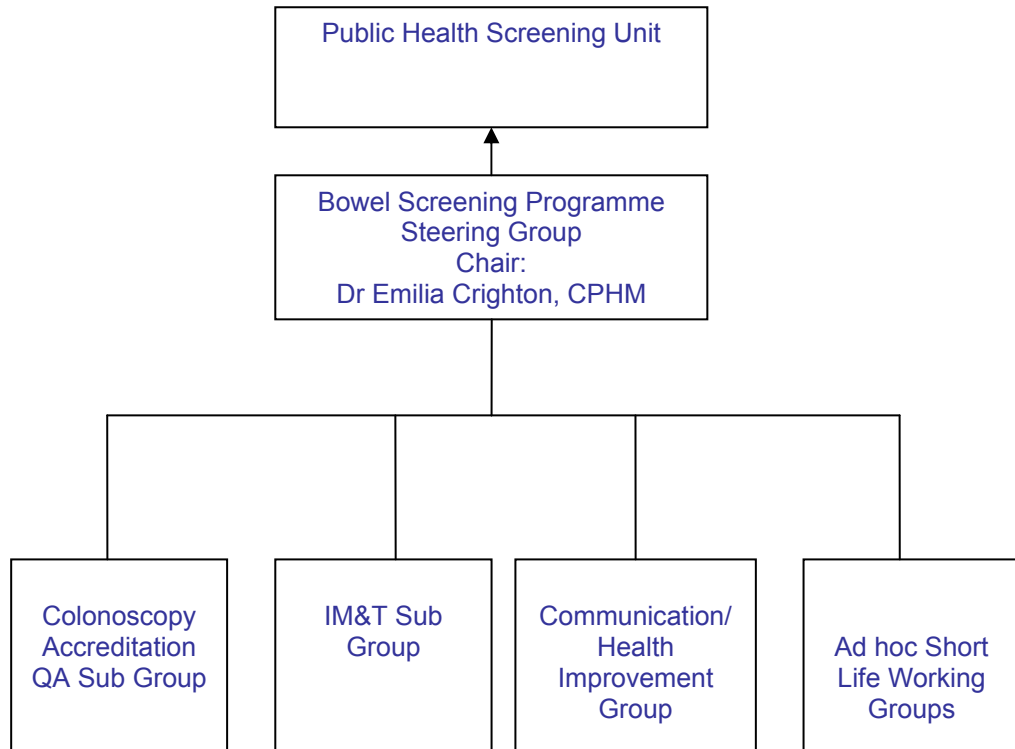 Public Health Screening Unit
Bowel Screening Programme
Steering Group
Chair:
Dr Emilia Crighton, CPHM
Colonoscopy
Accreditation
QA Sub Group
IM&T Sub
Group
Communication/
Health
Improvement
Group
Ad hoc Short
Life Working
Groups